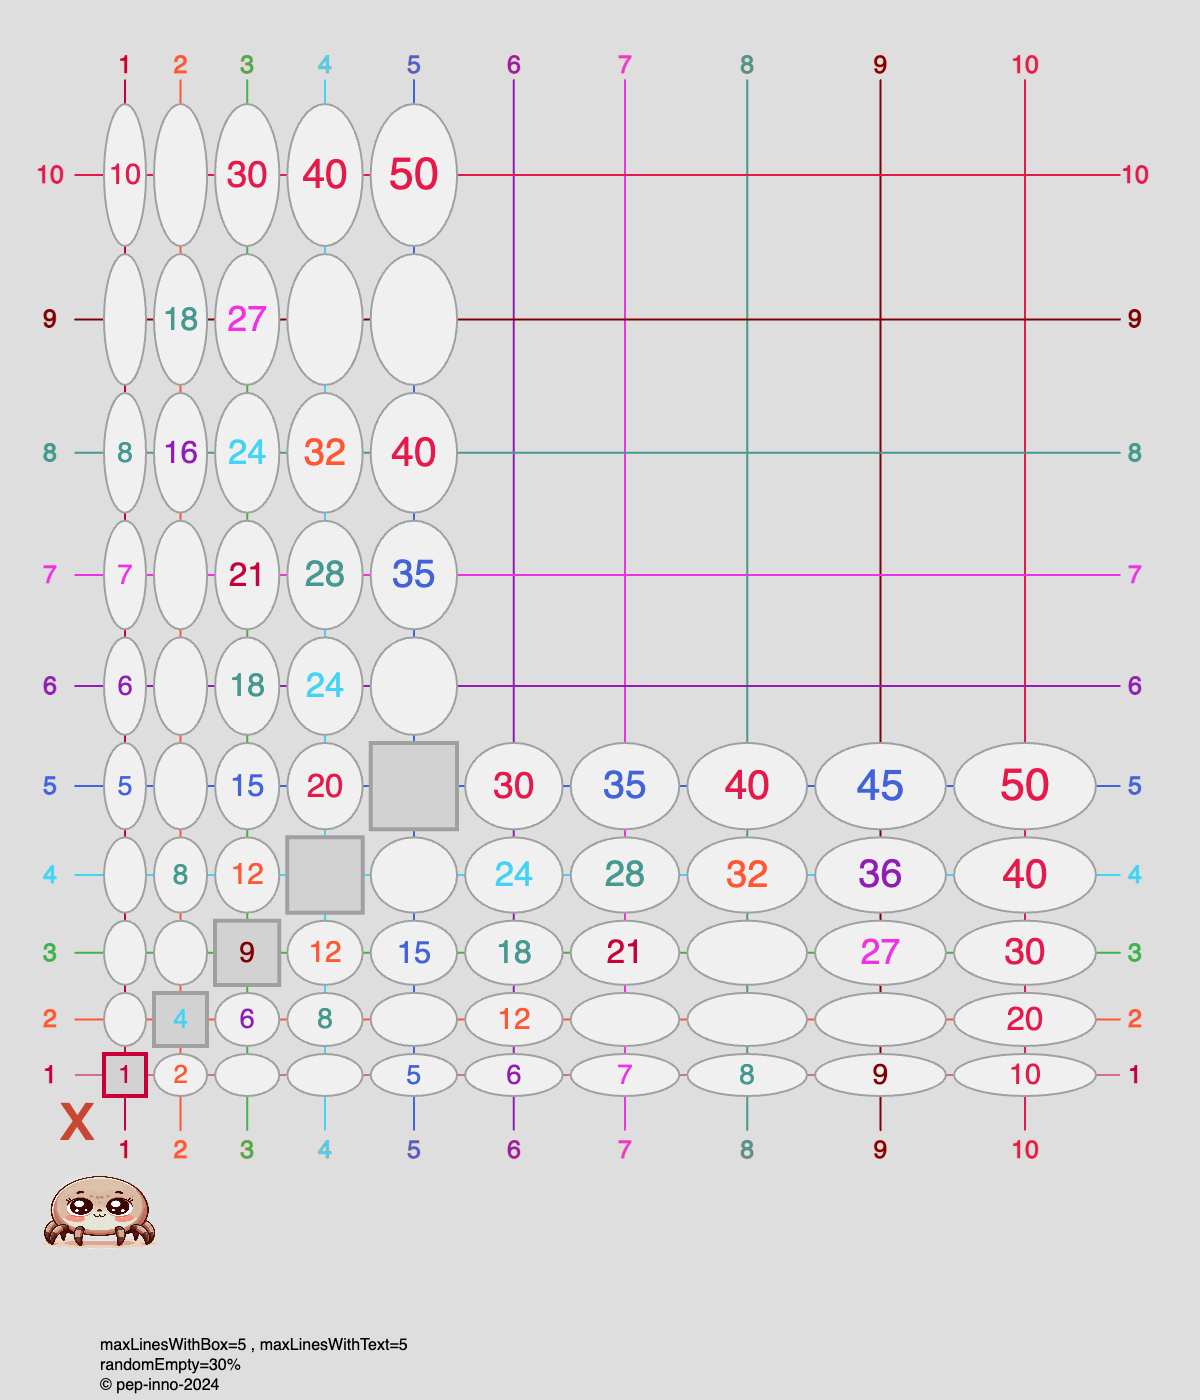 1 2 3 4 5 6 7 8 9 10
10 10 30 40 50 10
9 18 27 9
8 8 16 24 32 40 8
7 7 21 28 35 7
6 6 18 24 6
5 5 15 20 30 35 40 45 50 5
4 8 12 24 28 32 36 40 4
3 9 12 15 18 21 27 30 3
2 4 6 8 12 20 2
1 1 2 5 6 7 8 9 10 1
X
1 2 3 4 5 6 7 8 9 10
maxLinesWithBox=5 , maxLinesWithText=5
randomEmpty=30%
© pep-inno-2024